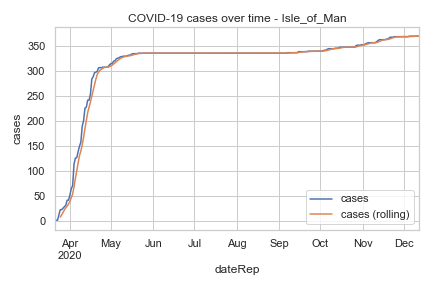 COVID-19 cases over time - Isle_of_Man
cases
350
300
250
200
150
100
50
0
Apr May Jun Jul Aug Sep Oct Nov Dec
2020
dateRep
cases
cases (rolling)